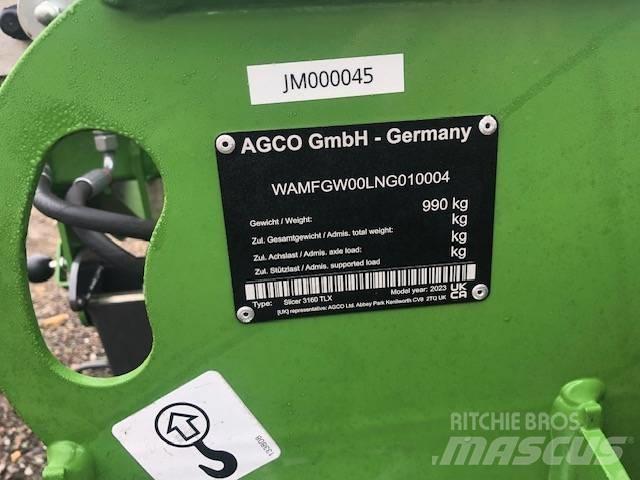 JM000045
AGCO GmbH - Germany
WAMFGW00LNG010004
Gewicht / Weight: 990 kg
Zul. Gesamtgewicht / Admis. total weight: kg
Zul. Achslast / Admis. axle load: kg
Zul. Stützlast / Admis. supported load kg
Type: Slicer 3160 TLX Model year: 2023 UK CA
[UK] representative: AGCO Ltd. Abbey Park Kenilworth CV8 2TQ UK
133808
RITCHIE BROS.
MASCUS